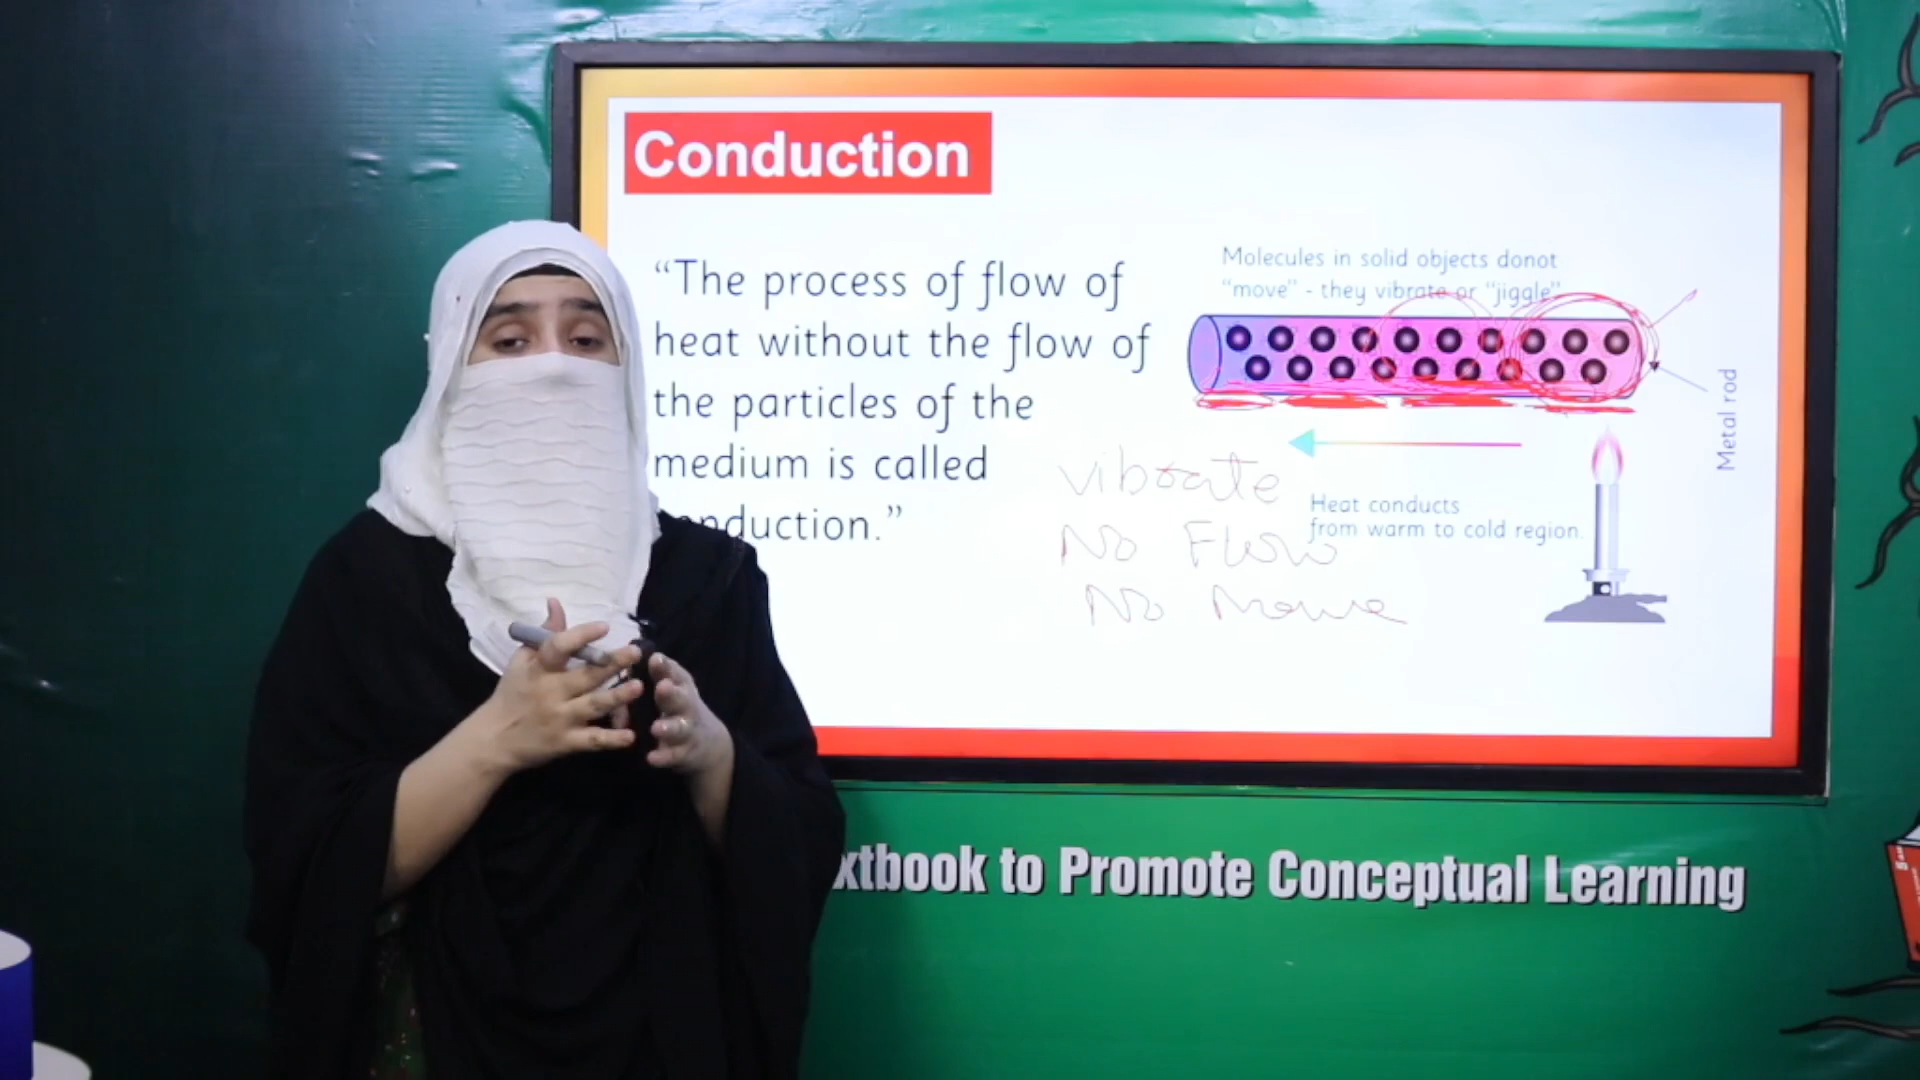 Conduction
“The process of flow of
heat without the flow of
the particles of the
medium is called
nduction.”
Molecules in solid objects donot
“move” - they vibrate or “jiggle”
Metal rod
Heat conducts
from warm to cold region.
vibrate
No Flow
No
xtbook to Promote Conceptual Learning